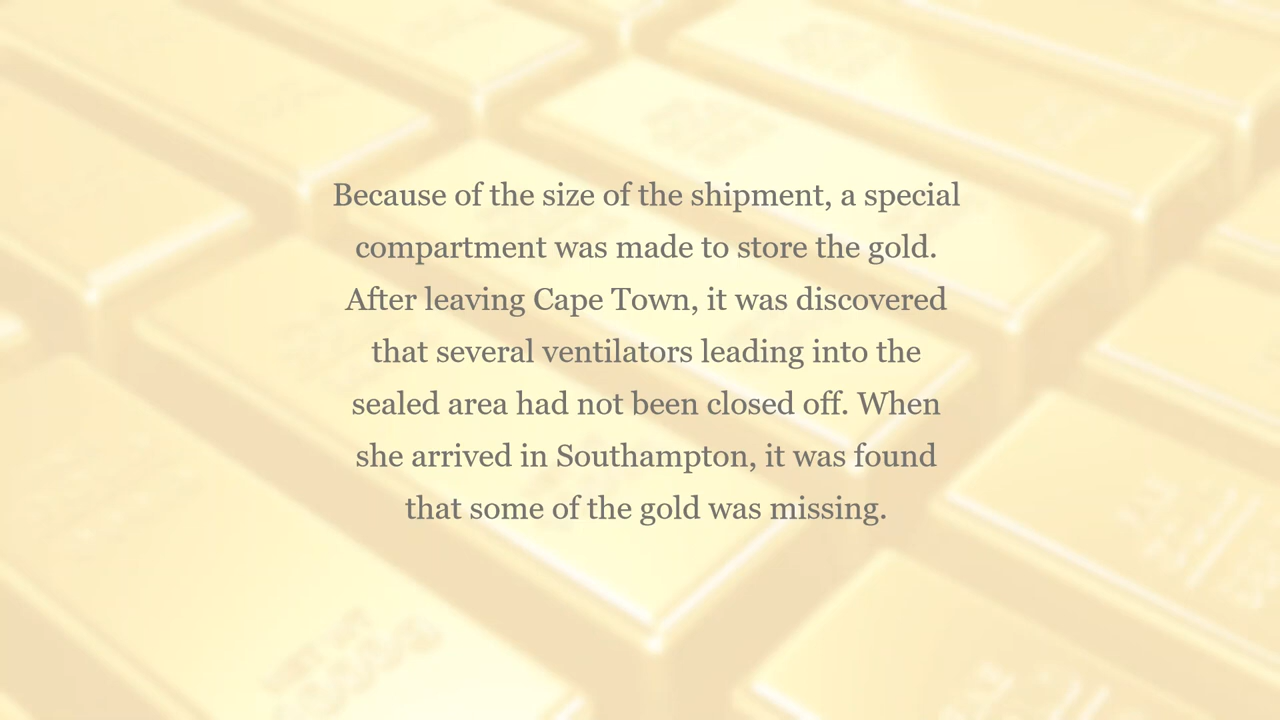 Because of the size of the shipment, a special
compartment was made to store the gold.
After leaving Cape Town, it was discovered
that several ventilators leading into the
sealed area had not been closed off. When
she arrived in Southampton, it was found
that some of the gold was missing.